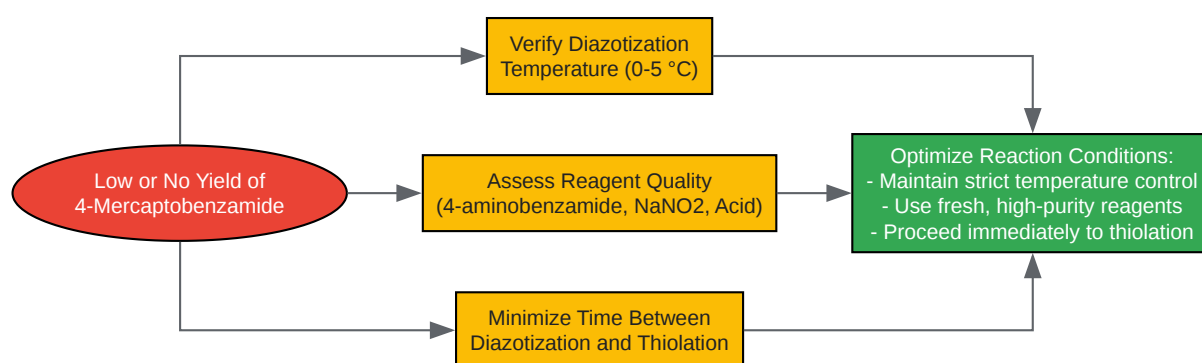 Verify Diazotization
Temperature (0-5 °C)
Low or No Yield of
4-Mercaptobenzamide
Assess Reagent Quality
(4-aminobenzamide, NaNO2, Acid)
Optimize Reaction Conditions:
- Maintain strict temperature control
- Use fresh, high-purity reagents
- Proceed immediately to thiolation
Minimize Time Between
Diazotization and Thiolation